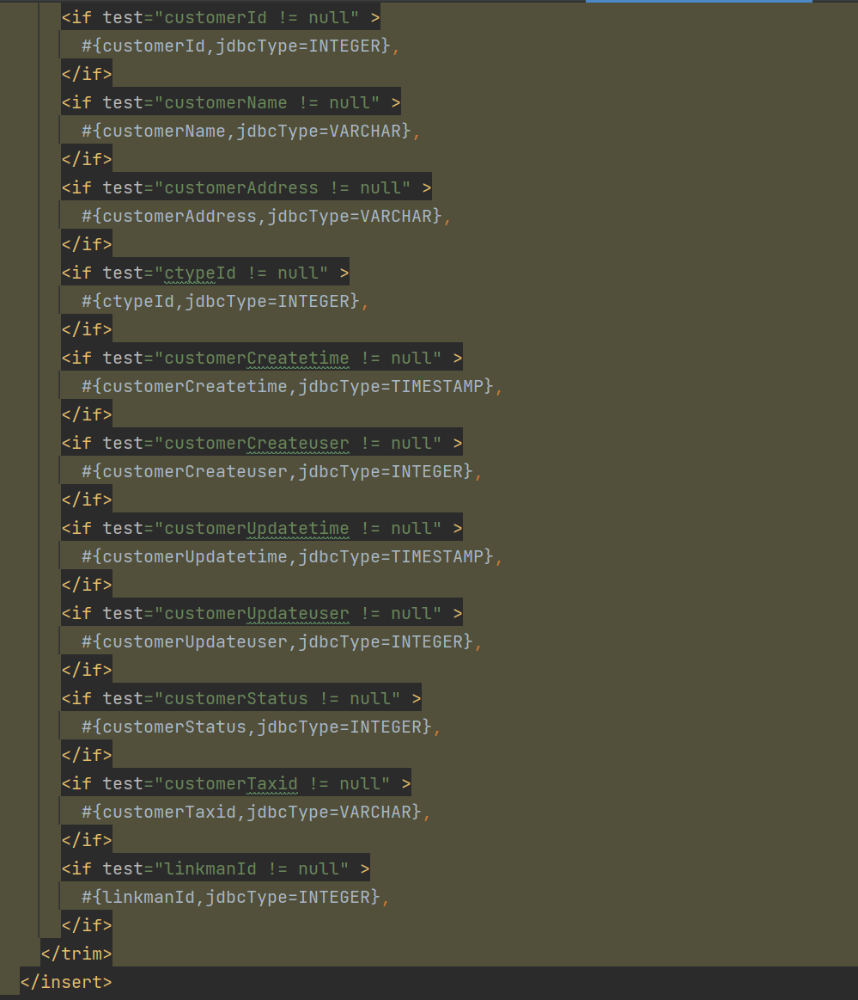 <if test="customerId != null" >
#{customerId,jdbcType=INTEGER},
</if>
<if test="customerName != null" >
#{customerName,jdbcType=VARCHAR},
</if>
<if test="customerAddress != null" >
#{customerAddress,jdbcType=VARCHAR},
</if>
<if test="ctypeId != null" >
#{ctypeId,jdbcType=INTEGER},
</if>
<if test="customerCreatetime != null" >
#{customerCreatetime,jdbcType=TIMESTAMP},
</if>
<if test="customerCreateuser != null" >
#{customerCreateuser,jdbcType=INTEGER},
</if>
<if test="customerUpdatetime != null" >
#{customerUpdatetime,jdbcType=TIMESTAMP},
</if>
<if test="customerUpdateuser != null" >
#{customerUpdateuser,jdbcType=INTEGER},
</if>
<if test="customerStatus != null" >
#{customerStatus,jdbcType=INTEGER},
</if>
<if test="customerTaxid != null" >
#{customerTaxid,jdbcType=VARCHAR},
</if>
<if test="linkmanId != null" >
#{linkmanId,jdbcType=INTEGER},
</if>
</trim>
</insert>